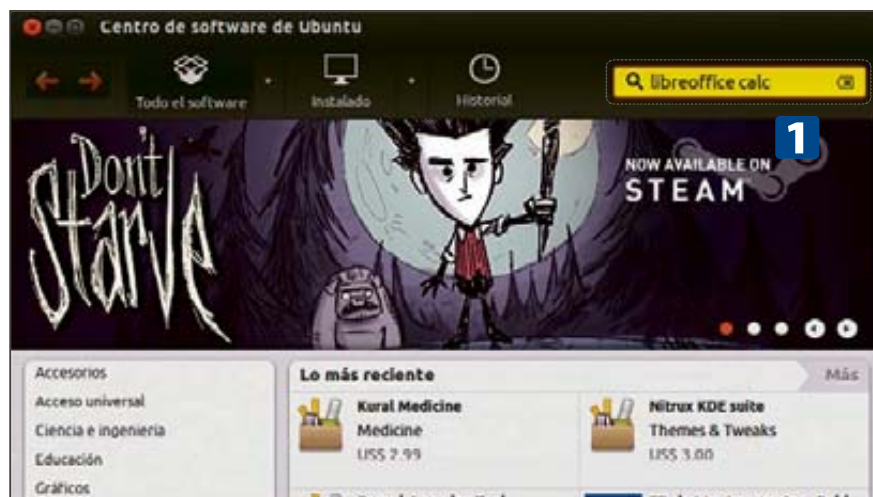 Centro de software de Ubuntu
Todo el software
Instalado
Historial
libreoffice calc
1
Don't
Starve
NOW AVAILABLE ON
STEAM
Accesorios
Acceso universal
Ciencia e ingeniería
Educación
Gráficos
Lo más reciente
Más
Kural Medicine
Medicine
US$ 2.99
Nitrux KDE suite
Themes & Tweaks
US$ 3.00